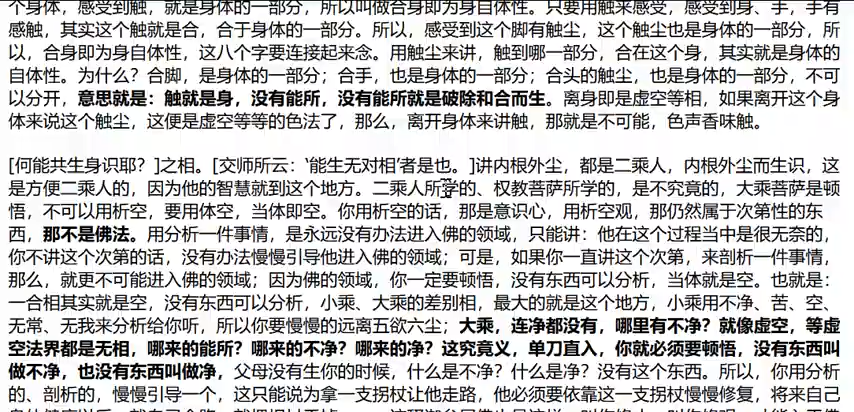 个身体，感受到触，就是身体的一部分，所以叫做合身即为身自体性。只要用触来感受，感受到身、手，手有
感触，其实这个触就是合，合于身体的一部分。所以，感受到这个脚有触尘，这个触尘也是身体的一部分，所
以，合身即为身自体性，这八个字要连接起来念。用触尘来讲，触到哪一部分，合在这个身，其实就是身体的
自体性。为什么？合脚，是身体的一部分；合手，也是身体的一部分；合头的触尘，也是身体的一部分，不可
以分开，意思就是：触就是身，没有能所，没有能所就是破除和合而生。离身即是虚空等相，如果离开这个身
体来说这个触尘，这便是虚空等等的色法了，那么，离开身体来讲触，那就是不可能，色声香味触。
[何能共生身识耶？]之相。[交师所云：‘能生无对相’者是也。]讲内根外尘，都是二乘人，内根外尘而生识，这
是方便二乘人的，因为他的智慧就到这个地方。二乘人所学的、权教菩萨所学的，是不究竟的，大乘菩萨是顿
悟，不可以用析空，要用体空，当体即空。你用析空的话，那是意识心，用析空观，那仍然属于次第性的东
西，那不是佛法。用分析一件事情，是永远没有办法进入佛的领域，只能讲：他在这个过程当中是很无奈的，
你不讲这个次第的话，没有办法慢慢引导他进入佛的领域；可是，如果你一直讲这个次第，来剖析一件事情，
那么，就更不可能进入佛的领域；因为佛的领域，你一定要顿悟，没有东西可以分析，当体就是空。也就是：
一合相其实就是空，没有东西可以分析，小乘、大乘的差别相，最大的就是这个地方，小乘用不净、苦、空、
无常、无我来分析给你听，所以你要慢慢的远离五欲六尘；大乘，连净都没有，哪里有不净？就像虚空，等虚
空法界都是无相，哪来的能所？哪来的不净？哪来的净？这究竟义，单刀直入，你就必须要顿悟，没有东西叫
做不净，也没有东西叫做净，父母没有生你的时候，什么是不净？什么是净？没有这个东西。所以，你用分析
的、剖析的，慢慢引导一个，这只能说为拿一支拐杖让他走路，他必须要依靠这一支拐杖慢慢修复，将来自己